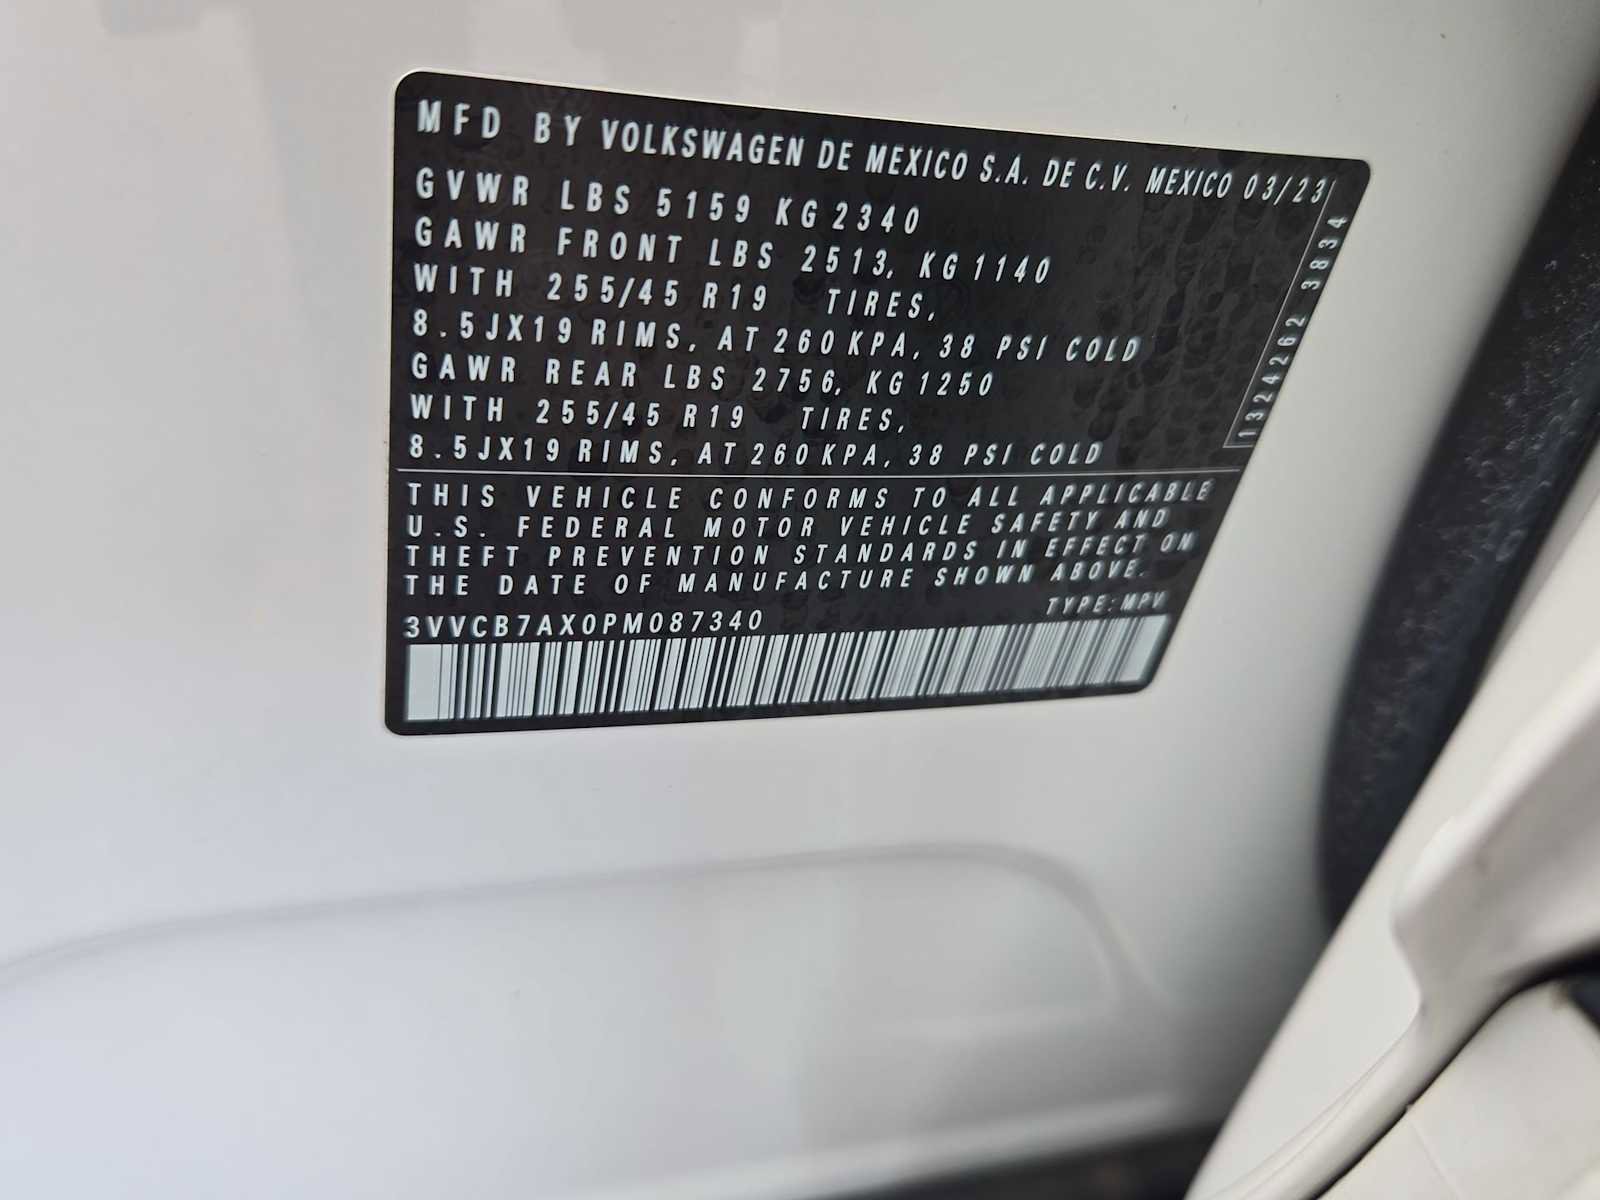 MFD BY VOLKSWAGEN DE MEXICO S.A. DE C.V. MEXICO 03/23
GVWR LBS 5159 KG 2340
GAWR FRONT LBS 2513, KG 1140
WITH 255/45 R19 TIRES,
8.5JX19 RIMS, AT 260 KPA, 38 PSI COLD
GAWR REAR LBS 2756, KG 1250
WITH 255/45 R19 TIRES,
8.5JX19 RIMS, AT 260 KPA, 38 PSI COLD
1324262 3834
THIS VEHICLE CONFORMS TO ALL APPLICABLE
U.S. FEDERAL MOTOR VEHICLE SAFETY AND
THEFT PREVENTION STANDARDS IN EFFECT ON
THE DATE OF MANUFACTURE SHOWN ABOVE.
3VVCB7AX0PM087340
TYPE: MPV